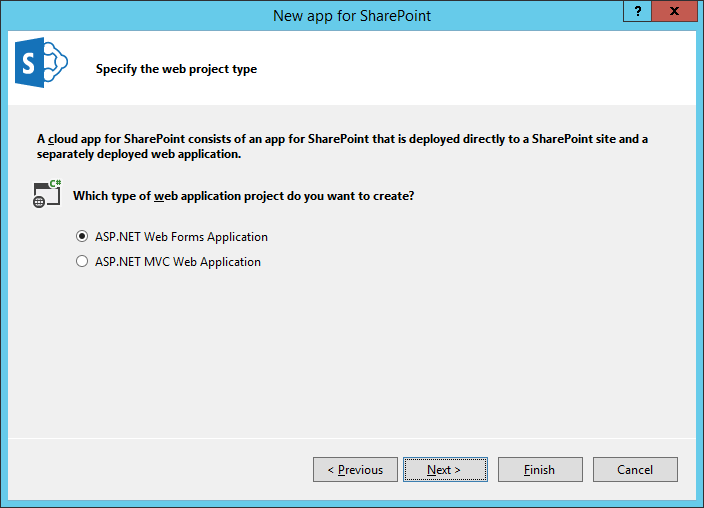 New app for SharePoint
?
x
S
Specify the web project type
A cloud app for SharePoint consists of an app for SharePoint that is deployed directly to a SharePoint site and a
separately deployed web application.
C#
Which type of web application project do you want to create?
ASP.NET Web Forms Application
ASP.NET MVC Web Application
< Previous
Next >
Finish
Cancel